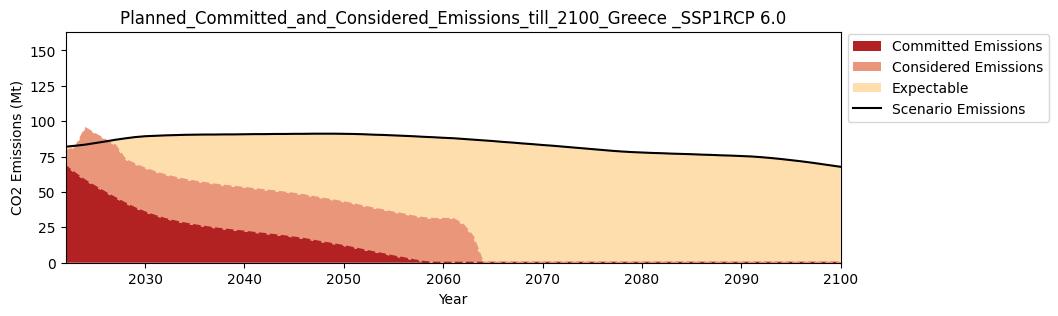 Planned_Committed_and_Considered_Emissions_till_2100_Greece _SSP1RCP 6.0
CO2 Emissions (Mt)
150
125
100
75
50
25
0
2030 2040 2050 2060 2070 2080 2090 2100
Year
Committed Emissions
Considered Emissions
Expectable
Scenario Emissions